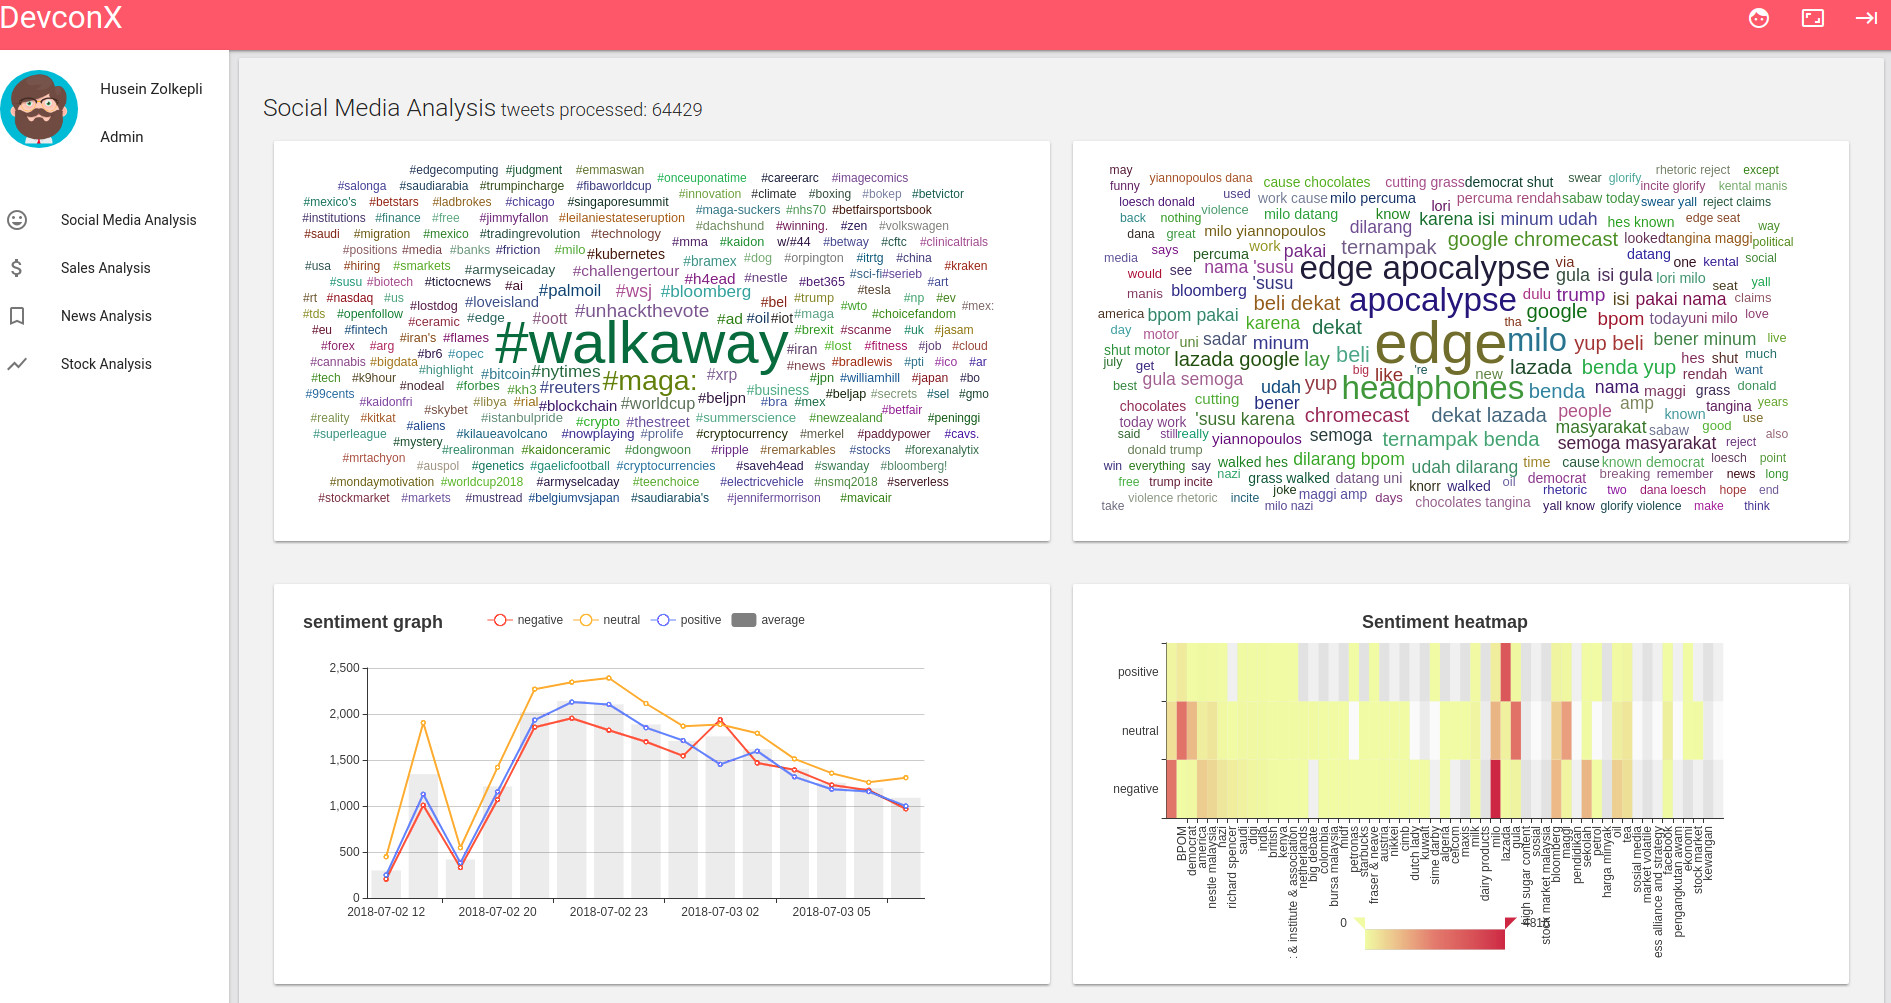 DevconX
Husein Zolkepli
Admin
Social Media Analysis
Sales Analysis
News Analysis
Stock Analysis
Social Media Analysis tweets processed: 64429
#edgecomputing #judgment #emmaswan
#onceuponatime #careerarc #imagecomics
#salonga #saudiarabia #trumpincharge #fibaworldcup
#innovation #climate #boxing #bokep #betvictor
#mexico's #betstars #ladbrokes #chicago #singaporesummit
#maga-suckers #nhs70 #betfairsportsbook
#institutions #finance #free #jimmyfallon #leilaniestateseruption
#dachshund #winning. #zen #volkswagen
#saudi #migration #mexico #tradingrevolution #technology
#mma #kaidon w/#44 #betway #cftc #clinicaltrials
#positions #media #banks #friction #milo #kubernetes
#bramex #dog #orpington #itrtg #china
#usa #hiring #smarkets #armyseicaday #challengertour #h4ead #nestle
#sci-fi #serieb #kraken
#susu #biotech #tictocnews #ai #bet365 #art
#rt #nasdaq #us #palmoil #wsj #bloomberg #trump #tesla #np #ev
#lostdog #loveisland #bel #wto #mex:
#tds #openfollow #edge #oott #unhackthevote #ad #oil #iot #maga #choicefandom
#ceramic
#eu #fintech #walkaway #brexit #scanme #uk #jasam
#iran's #flames
#forex #arg #iran #lost #fitness #job #cloud
#br6 #opec
#cannabis #bigdata #highlight #news #bradlewis #pti #ico #ar
#tech #k9hour #bitcoin #nytimes #xrp #jpn #williamhill #japan #bo
#nodeal #forbes #kh3 #reuters #maga: #business
#99cents #beljpn #beljap #secrets #sel #gmo
#kaidonfri #libya #rial #blockchain #worldcup #bra #mex
#skybet #betfair
#reality #kitkat #istanbulpride #crypto #thestreet #summerscience #newzealand #peninggi
#aliens
#superleague #kilaueavolcano #nowplaying #prolife #cryptocurrency #merkel #paddypower #cavs.
#mystery
#realironman #kaidonceramic #dongwoon #ripple #remarkables #stocks #forexanalytix
#mrtachyon
#auspol #genetics #gaelicfootball #cryptocurrencies #saveh4ead #swanday #bloomberg!
#mondaymotivation #worldcup2018 #armyselcaday #teenchoice #electricvehicle #nsmq2018 #serverless
#stockmarket #markets #mustread #belgiumvsjapan #saudiarabia's #jennifermorrison #mavicair
may rhetoric reject except
yiannopoulos dana cause chocolates cutting grass democrat shut swear glorify
funny incite glorify kental manis
used work cause milo percuma percuma rendah sabaw today
loesch donald lori swear yall reject claims
violence milo datang know karena isi minum udah hes known edge seat
back nothing way
dana great milo yiannopoulos dilarang google chromecast looked tangina maggi political
says percuma work pakai ternampak datang one kental social
media nama 'susu edge apocalypse via
would see gula isi gula lori milo seat yall
manis bloomberg 'susu beli dekat apocalypse dulu trump isi pakai nama claims
america bpom pakai karena google bpom today uni milo love
day motor uni sadar minum dekat edge tha milo yup beli bener minum live
shut motor hes shut much
july get lazada google lay beli big like 're new lazada benda yup rendah want
best gula semoga udah yup headphones benda nama maggi grass donald
chocolates cutting bener people amp known tangina years
today work 'susu karena chromecast dekat lazada use
said still really yiannopoulos semoga ternampak benda masyarakat sabaw good also
donald trump semoga masyarakat reject
win everything say walked hes dilarang bpom udah dilarang time cause known democrat loesch point
free trump incite nazi grass walked datang uni oil democrat breaking remember news long
joke maggi amp days knorr walked rhetoric two dana loesch hope end
take violence rhetoric incite milo nazi chocolates tangina yall know glorify violence make think
sentiment graph
negative neutral positive average
2,500
2,000
1,500
1,000
500
0
2018-07-02 12 2018-07-02 20 2018-07-02 23 2018-07-03 02 2018-07-03 05
Sentiment heatmap
positive
neutral
negative
BPOM
democrat
america
nestle malaysia
nazi
richard spencer
saudi
digi
india
british
kenya
: & institute & association
netherlands
big debate
colombia
bursa malaysia
fmidf
petronas
starbucks
fraser & neave
austria
nikkei
cimb
dutch lady
kuwait
sime darby
algeria
celcom
maxis
milk
dairy products
milo
lazada
gula
high sugar content
sosial
stock market malaysia
bloomberg
maggi
pendidikan
sekolah
petrol
harga minyak
oil
tea
sosial media
market volatile
ess alliance and strategy
facebook
pengangkutan awam
ekonomi
stock market
kewangan
0